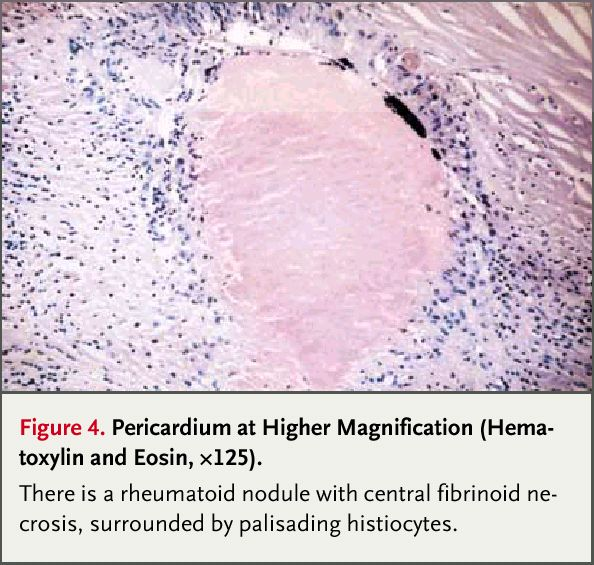 Figure 4. Pericardium at Higher Magnification (Hema-
toxylin and Eosin, ×125).
There is a rheumatoid nodule with central fibrinoid ne-
crosis, surrounded by palisading histiocytes.